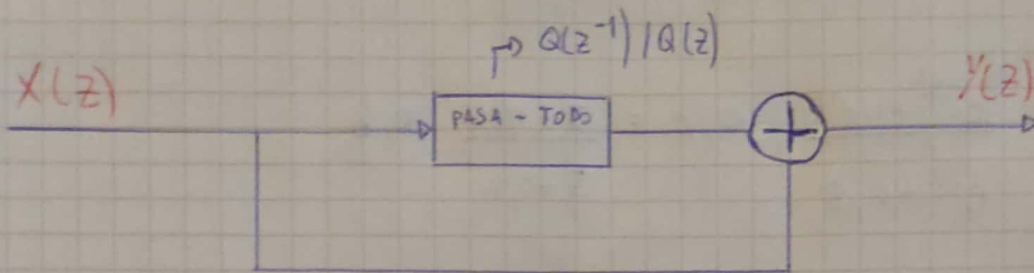 Q(z⁻¹) / Q(z)
X(z)
PASA - TODO
Y(z)
+